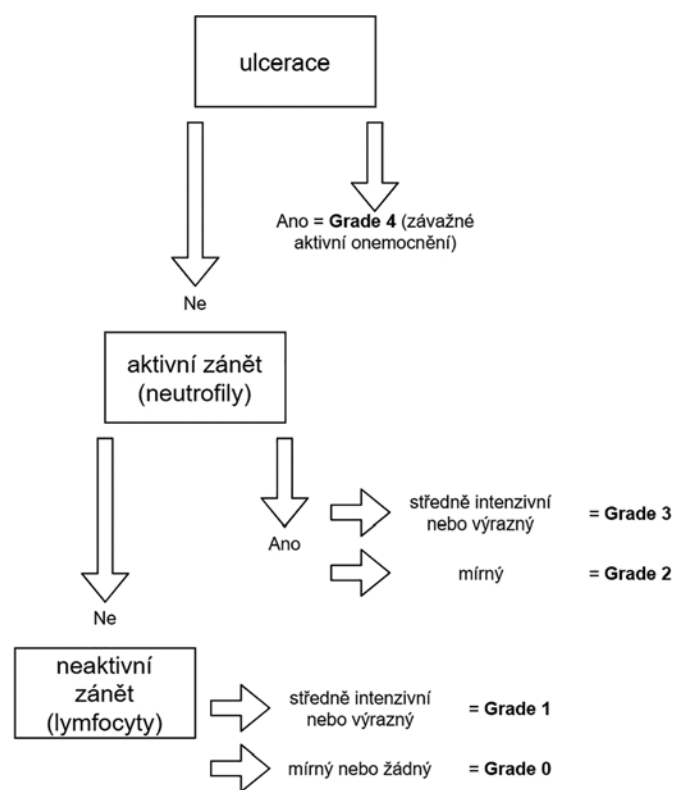 ulcerace
Ano = Grade 4 (závažné
aktivní onemocnění)
Ne
aktivní zánět
(neutrofily)
středně intenzivní
nebo výrazný
= Grade 3
Ano
mírný
= Grade 2
Ne
neaktivní
zánět
(lymfocyty)
středně intenzivní
nebo výrazný
= Grade 1
mírný nebo žádný
= Grade 0